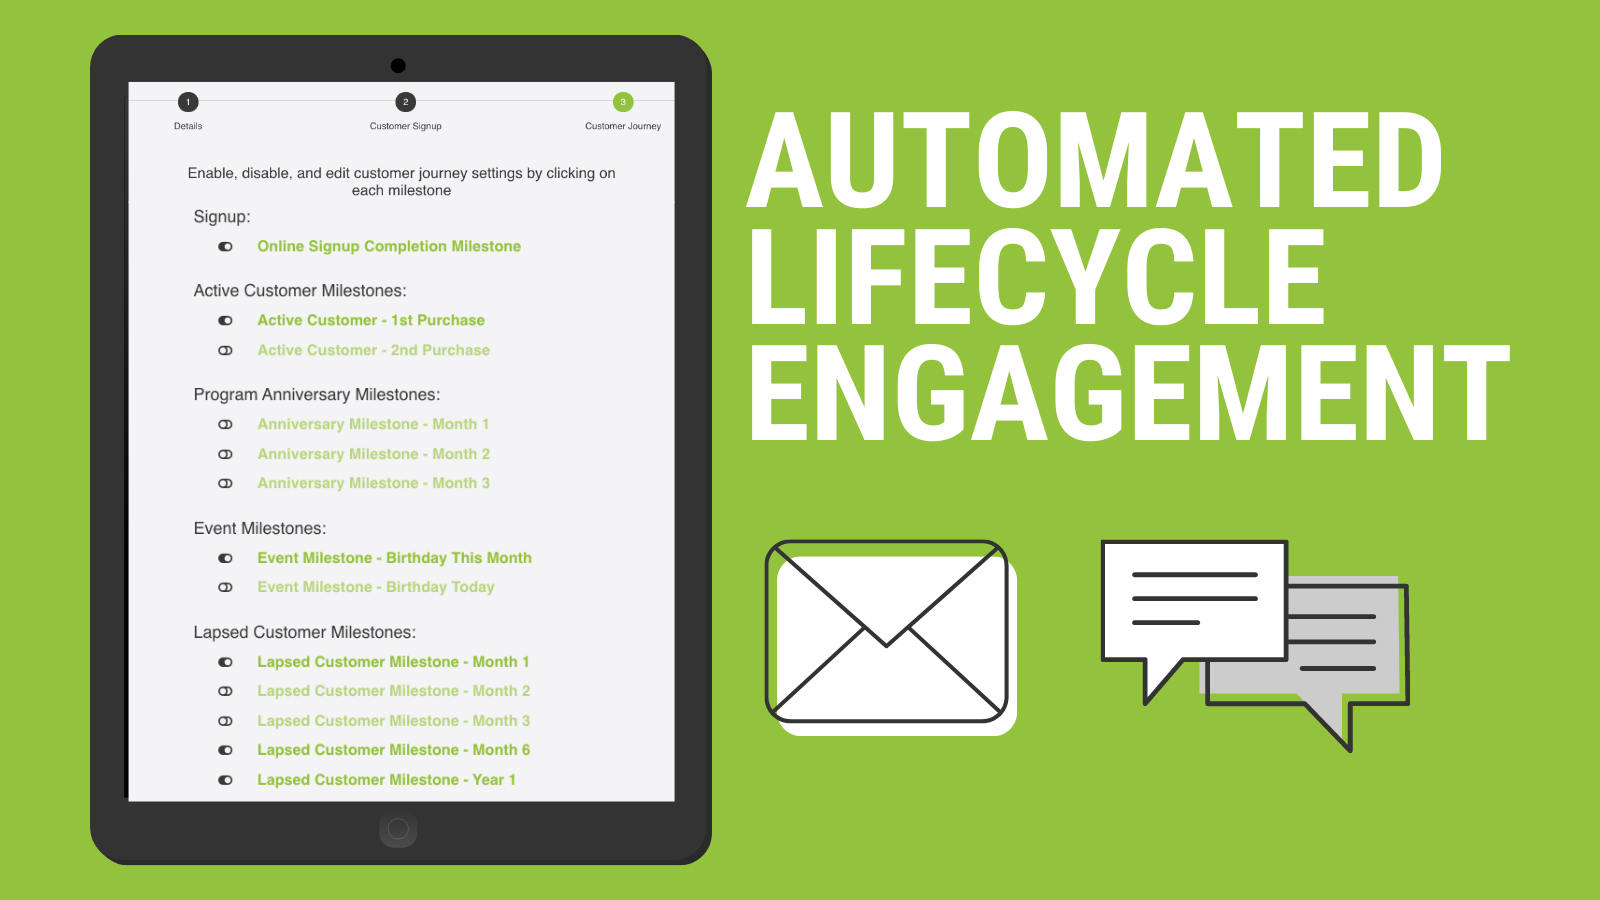 1
2
3
Details
Customer Signup
Customer Journey
Enable, disable, and edit customer journey settings by clicking on
each milestone
Signup:
Online Signup Completion Milestone
Active Customer Milestones:
Active Customer - 1st Purchase
Active Customer - 2nd Purchase
Program Anniversary Milestones:
Anniversary Milestone - Month 1
Anniversary Milestone - Month 2
Anniversary Milestone - Month 3
Event Milestones:
Event Milestone - Birthday This Month
Event Milestone - Birthday Today
Lapsed Customer Milestones:
Lapsed Customer Milestone - Month 1
Lapsed Customer Milestone - Month 2
Lapsed Customer Milestone - Month 3
Lapsed Customer Milestone - Month 6
Lapsed Customer Milestone - Year 1
AUTOMATED
LIFECYCLE
ENGAGEMENT